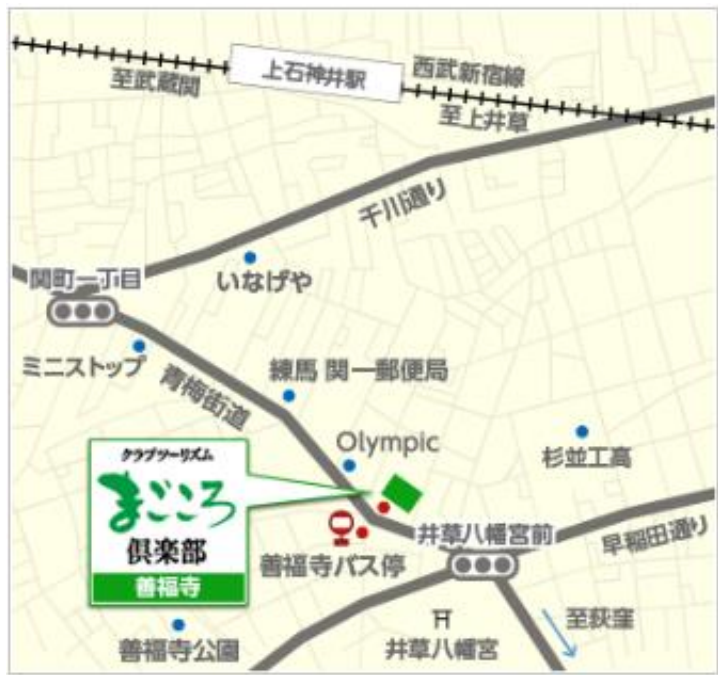 上石神井駅
西武新宿線
至武蔵関
至上井草
千川通り
関町一丁目
いなげや
ミニストップ
青梅街道
練馬 関一郵便局
Olympic
杉並工高
クラブツーリズム
まごころ
倶楽部
善福寺
井草八幡宮前
早稲田通り
善福寺バス停
善福寺公園
井草八幡宮
至荻窪